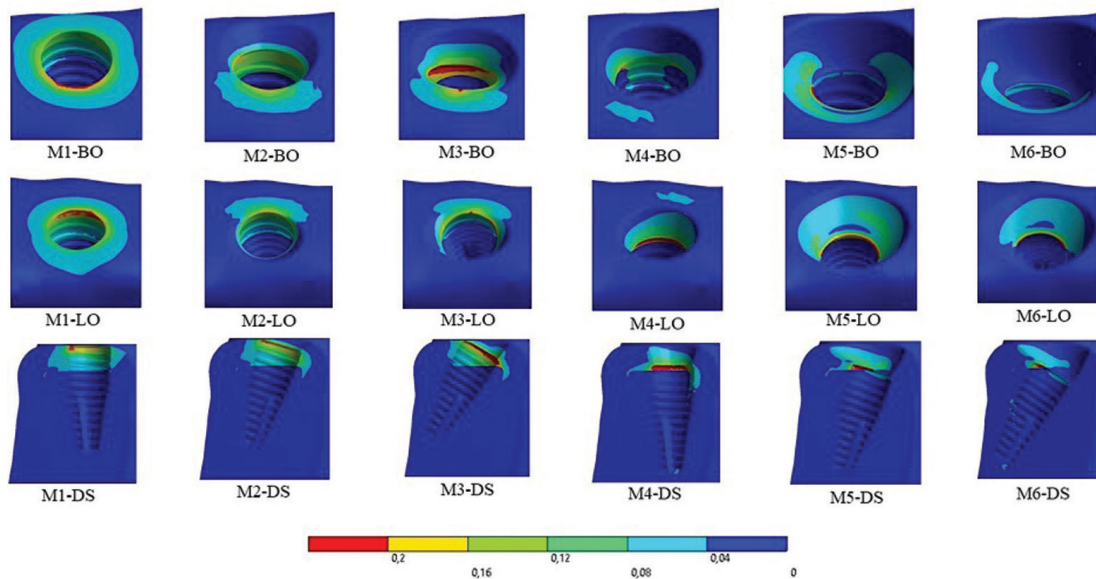 M1-BO M2-BO M3-BO M4-BO M5-BO M6-BO
M1-LO M2-LO M3-LO M4-LO M5-LO M6-LO
M1-DS M2-DS M3-DS M4-DS M5-DS M6-DS
0,2 0,12 0,04
0,16 0,08 0